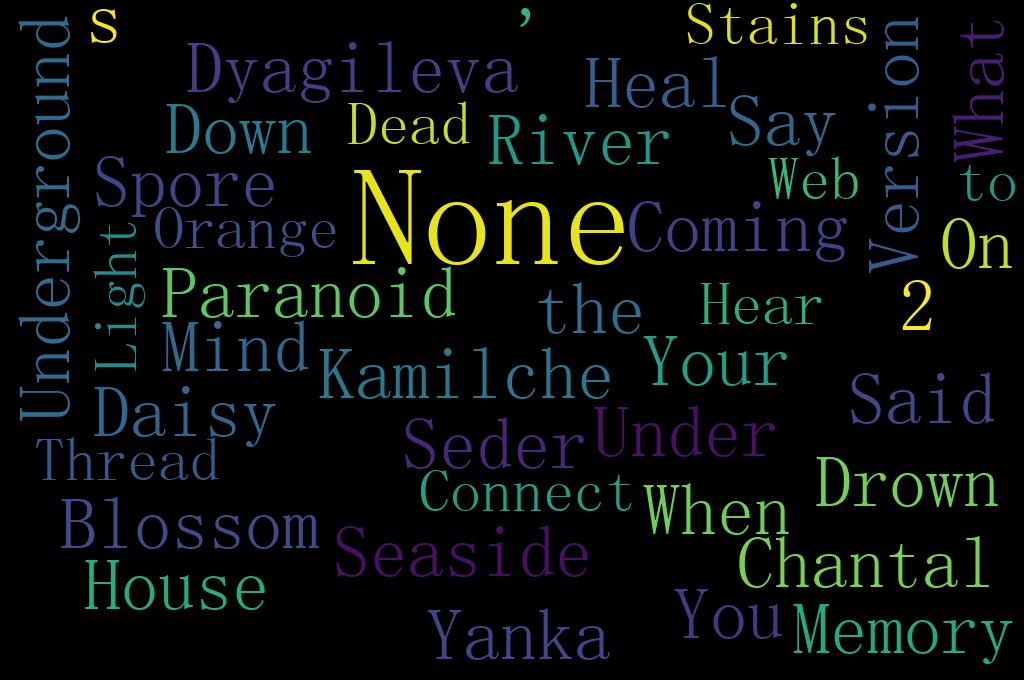 s
,
Stains
Underground
Version
What
Dyagileva
Heal
Down
Dead
River
Say
Spore
None
Web
to
Orange
Coming
On
Light
Paranoid
the
Hear
2
Mind
Kamilche
Your
Daisy
Said
Thread
Seder
Under
Connect
When
Drown
Blossom
Seaside
Chantal
House
Yanka
You
Memory